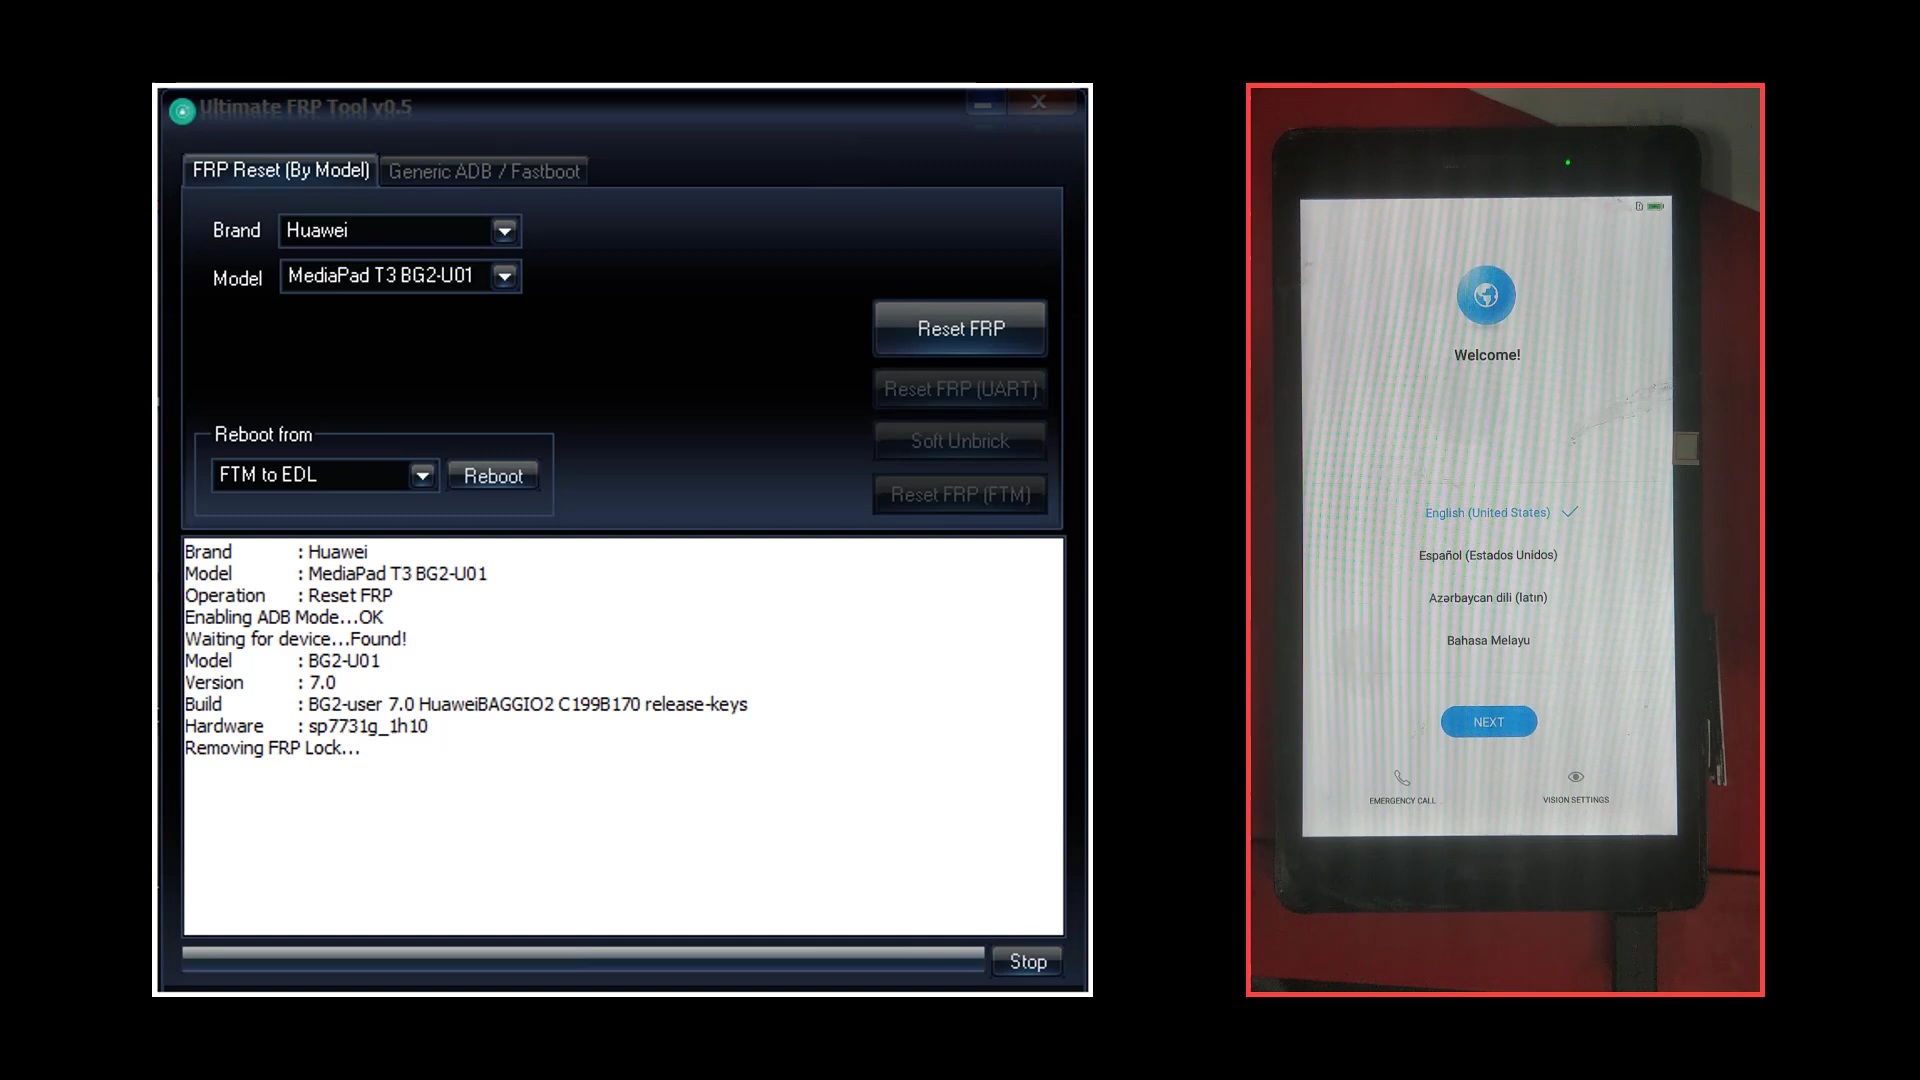 Ultimate FRP Tool v0.5
FRP Reset (By Model)
Generic ADB / Fastboot
Brand
Huawei
Model
MediaPad T3 BG2-U01
Reset FRP
Reset FRP (UART)
Soft Unbrick
Reset FRP (FTM)
Reboot from
FTM to EDL
Reboot
Brand : Huawei
Model : MediaPad T3 BG2-U01
Operation : Reset FRP
Enabling ADB Mode...OK
Waiting for device...Found!
Model : BG2-U01
Version : 7.0
Build : BG2-user 7.0 HuaweiBAGGIO2 C199B170 release-keys
Hardware : sp7731g_1h10
Removing FRP Lock...
Stop
Welcome!
English (United States)
Español (Estados Unidos)
Azərbaycan dili (latın)
Bahasa Melayu
NEXT
EMERGENCY CALL
VISION SETTINGS